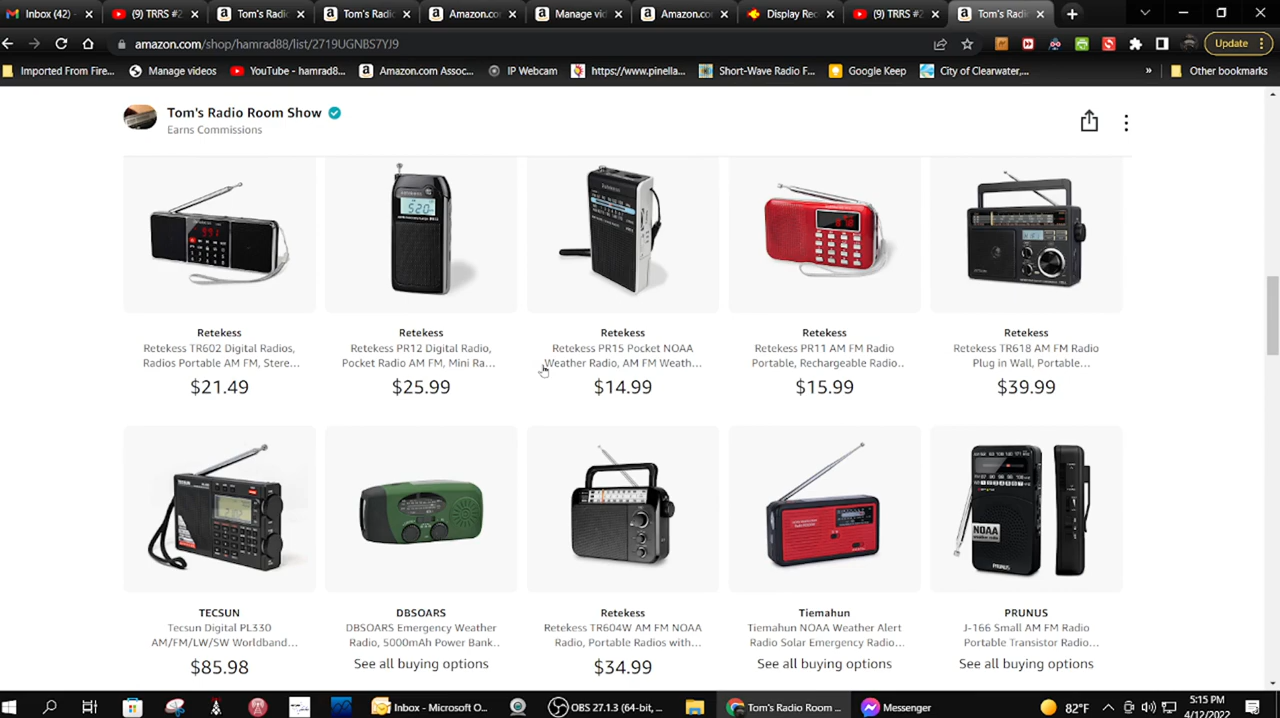 Inbox (42) -
(30) TRRS #2
Tom's Radi
Tom's Radi
Amazon.co
Manage vid
Amazon.co
Display Rec
(30) TRRS #
Tom's Radi
amazon.com/shop/hamrad88/list/2719UGNBS7YJ9
Update
Imported From Fire...
Manage videos
YouTube - hamrad8...
Amazon.com Assoc...
IP Webcam
https://www.pinella...
Short-Wave Radio F...
Google Keep
City of Clearwater,...
»
Other bookmarks
Tom's Radio Room Show
Earns Commissions
520
Retekess
Retekess TR602 Digital Radios,
Radios Portable AM FM, Stere...
$21.49
Retekess
Retekess PR12 Digital Radio,
Pocket Radio AM FM, Mini Ra...
$25.99
Retekess
Retekess PR15 Pocket NOAA
Weather Radio, AM FM Weath...
$14.99
Retekess
Retekess PR11 AM FM Radio
Portable, Rechargeable Radio...
$15.99
Retekess
Retekess TR618 AM FM Radio
Plug in Wall, Portable...
$39.99
NOAA
PRUNUS
TECSUN
Tecsun Digital PL330
AM/FM/LW/SW Worldband...
$85.98
DBSOARS
DBSOARS Emergency Weather
Radio, 5000mAh Power Bank...
See all buying options
Retekess
Retekess TR604W AM FM NOAA
Radio, Portable Radios with...
$34.99
Tiemahun
Tiemahun NOAA Weather Alert
Radio Solar Emergency Radio...
See all buying options
PRUNUS
J-166 Small AM FM Radio
Portable Transistor Radio...
See all buying options
Inbox - Microsoft O...
OBS 27.1.3 (64-bit, ...
Tom's Radio Room ...
Messenger
82°F
5:15 PM
4/12/2022